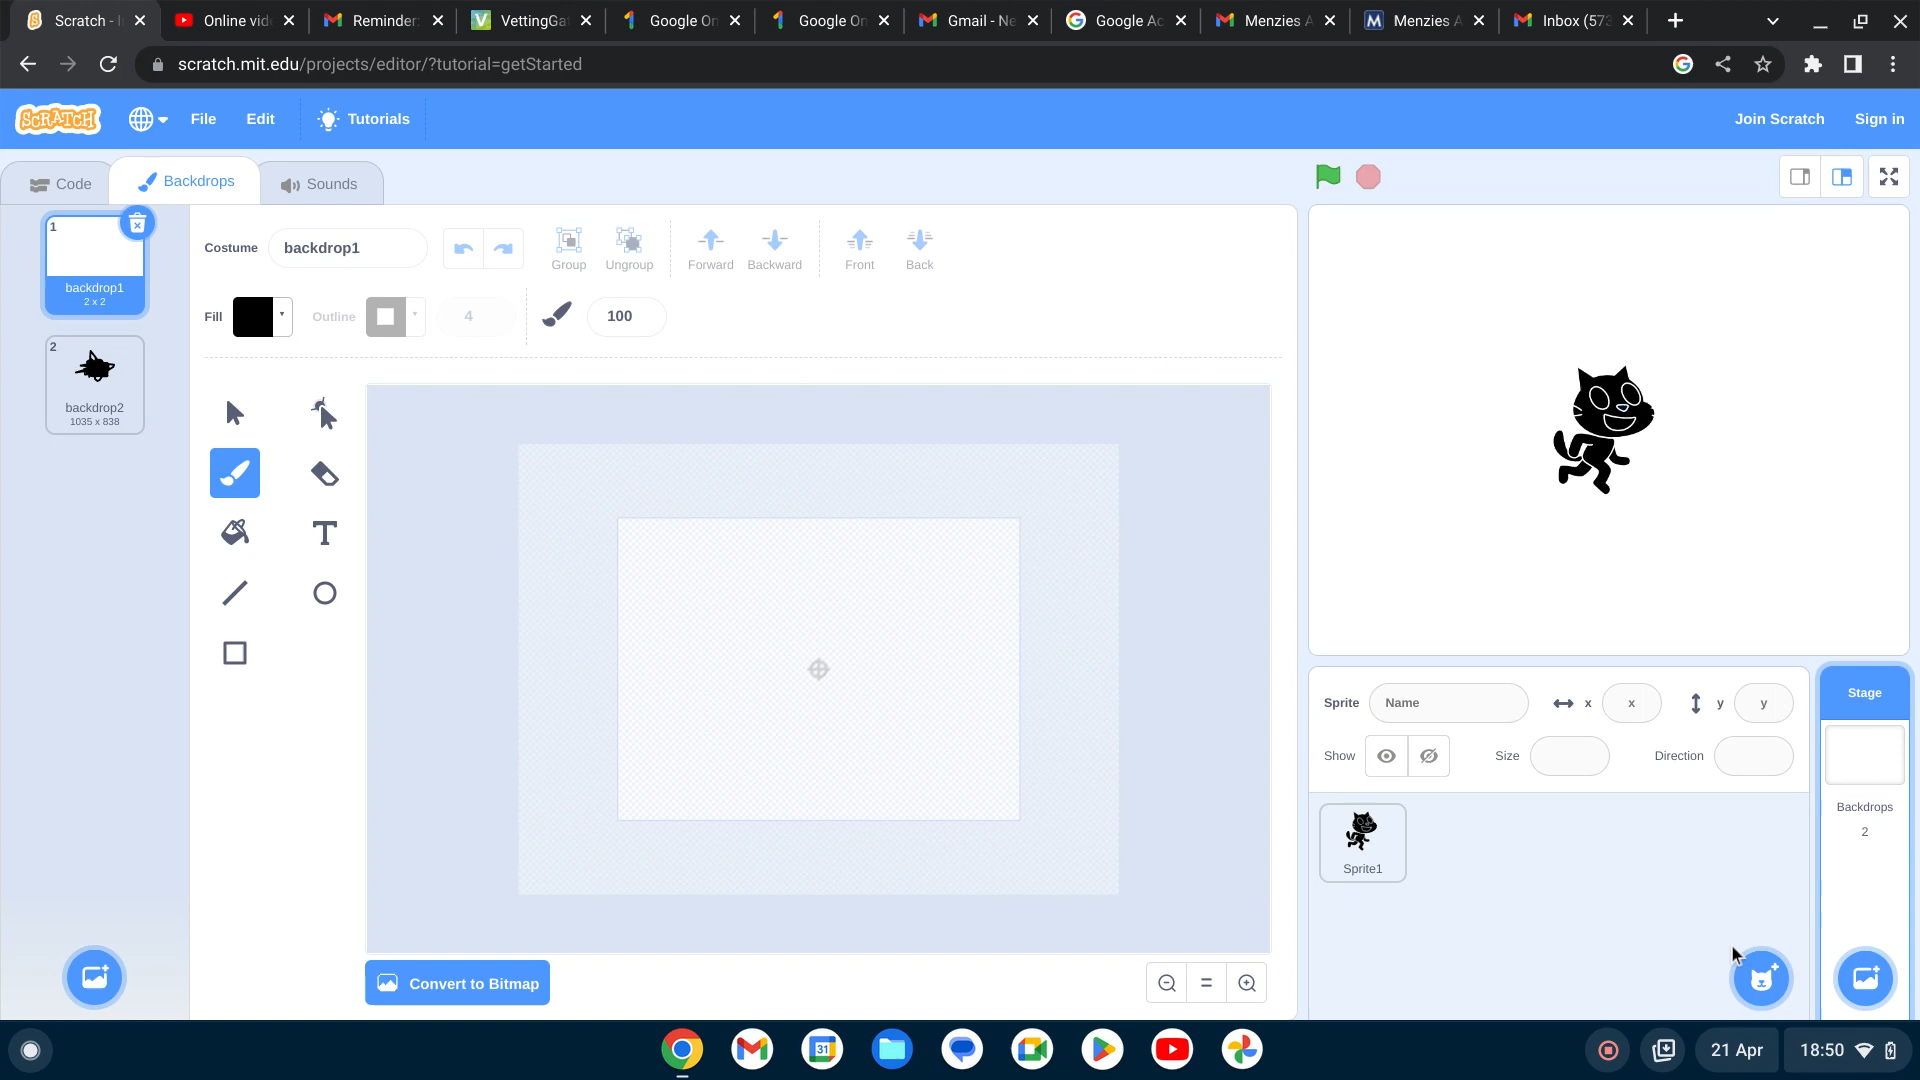 Scratch - I
Online vid
Reminder:
VettingGa
Google On
Google On
Gmail - Ne
Google Ac
Menzies A
Menzies A
Inbox (573
scratch.mit.edu/projects/editor/?tutorial=getStarted
SCRATCH
File
Edit
Tutorials
Join Scratch
Sign in
Code
Backdrops
Sounds
1
backdrop1
2 x 2
2
backdrop2
1035 x 838
Costume
backdrop1
Group
Ungroup
Forward
Backward
Front
Back
Fill
Outline
4
100
T
Convert to Bitmap
Sprite
Name
x
x
y
y
Show
Size
Direction
Sprite1
Stage
Backdrops
2
31
21 Apr
18:50